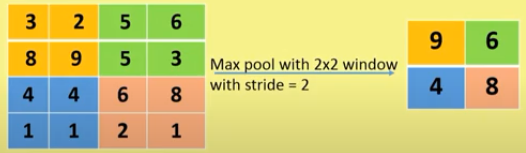 3 2 5 6
8 9 5 3
4 4 6 8
1 1 2 1
Max pool with 2x2 window
with stride = 2
9 6
4 8